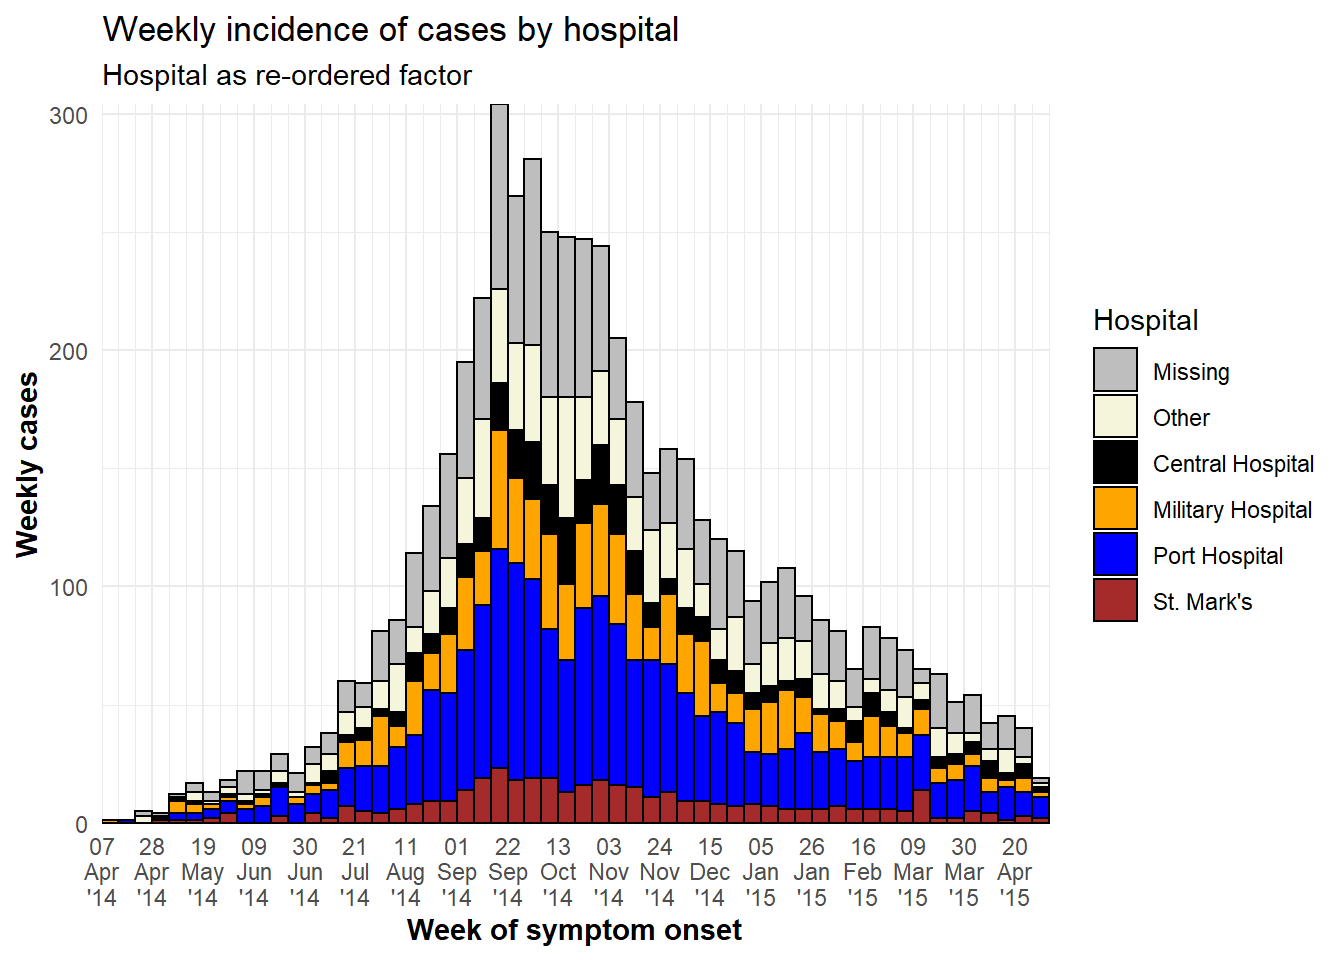 Weekly incidence of cases by hospital
Hospital as re-ordered factor
300
200
100
0
Weekly cases
07 28 19 09 30 21 11 01 22 13 03 24 15 05 26 16 09 30 20
Apr Apr May Jun Jun Jul Aug Sep Sep Oct Nov Nov Dec Jan Jan Feb Mar Mar Apr
'14 '14 '14 '14 '14 '14 '14 '14 '14 '14 '14 '14 '14 '15 '15 '15 '15 '15 '15
Week of symptom onset
Hospital
Missing
Other
Central Hospital
Military Hospital
Port Hospital
St. Mark's